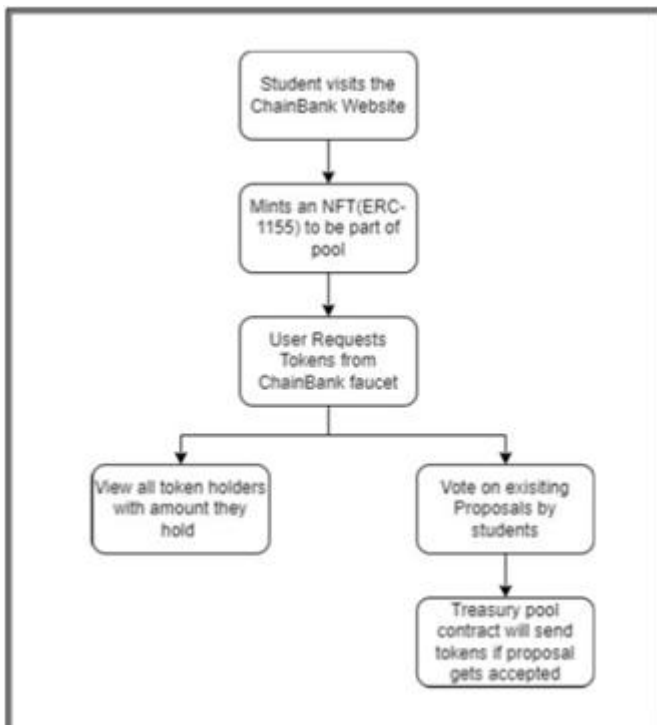 Student visits the
ChainBank Website
Mints an NFT(ERC-
1155) to be part of
pool
User Requests
Tokens from
ChainBank faucet
View all token holders
with amount they
hold
Vote on exisiting
Proposals by
students
Treasury pool
contract will send
tokens if proposal
gets accepted